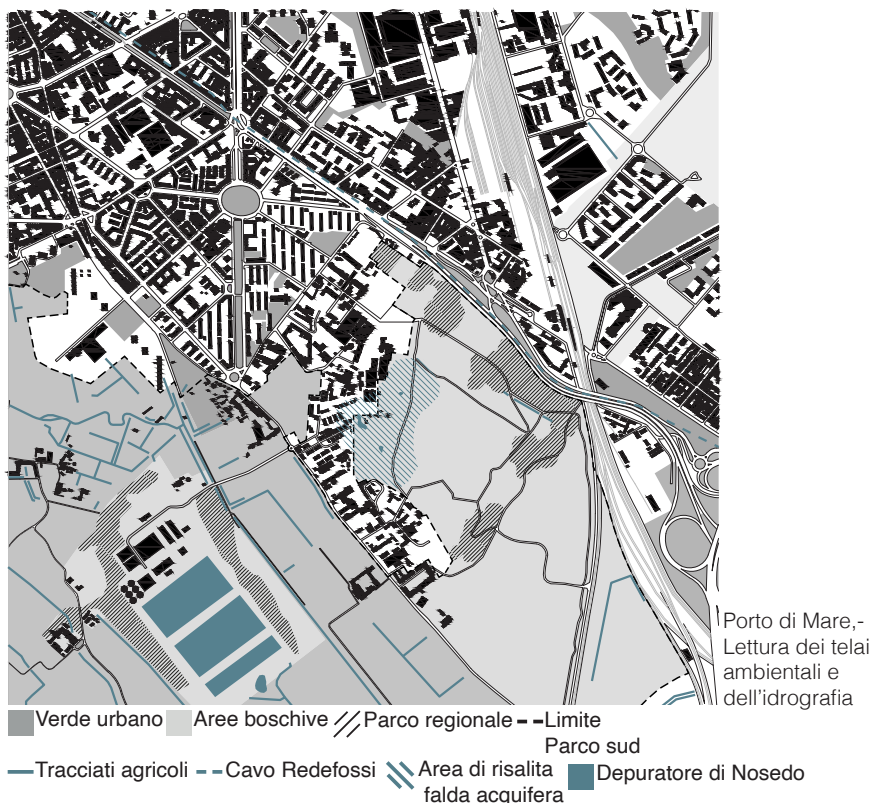 Porto di Mare,-
Lettura dei telai
ambientali e
dell'idrografia
Verde urbano Aree boschive Parco regionale Limite
Parco sud
Tracciati agricoli Cavo Redefossi Area di risalita
falda acquifera Depuratore di Nosedo